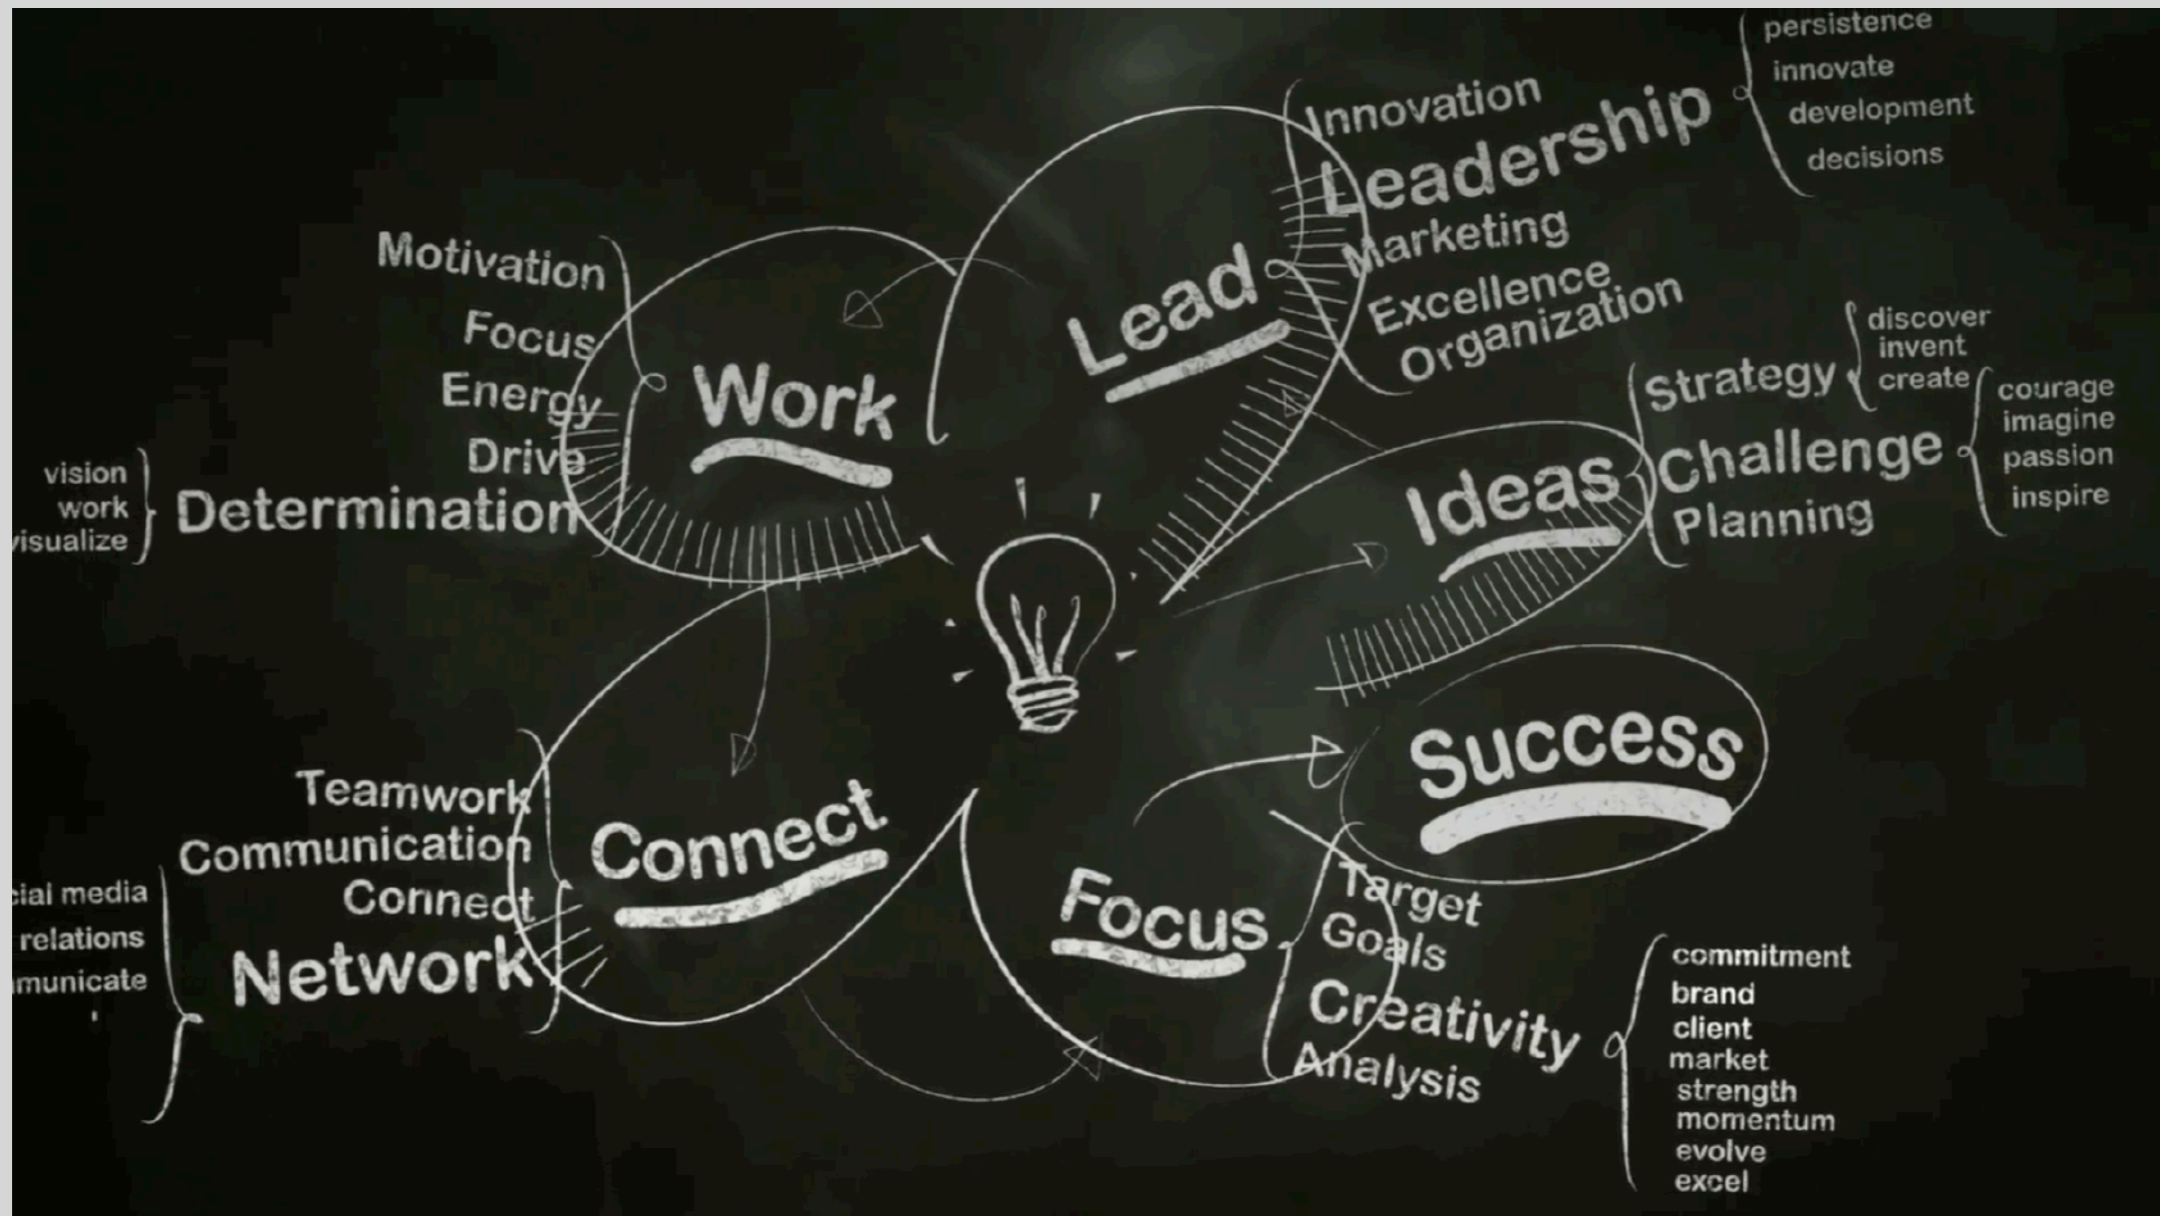 persistence
innovate
development
decisions
Innovation
Leadership
Marketing
Excellence
Organization
Lead
Motivation
Focus
Energy
Drive
Determination
vision
work
visualize
Work
Ideas
Strategy
Challenge
Planning
discover
invent
create
courage
imagine
passion
inspire
Success
Connect
Teamwork
Communication
Connect
Network
media
relations
Focus
Target
Goals
Creativity
Analysis
commitment
brand
client
market
strength
momentum
evolve
excel